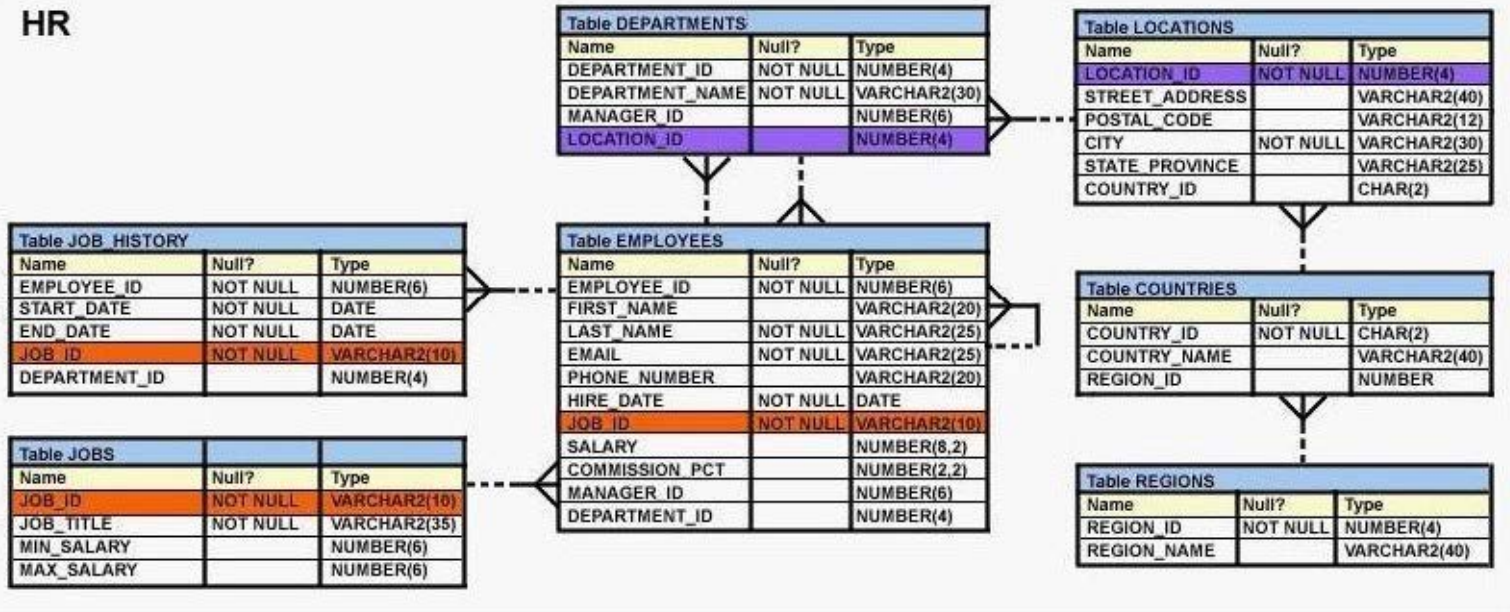 HR
Table DEPARTMENTS
Name Null? Type
DEPARTMENT_ID NOT NULL NUMBER(4)
DEPARTMENT_NAME NOT NULL VARCHAR2(30)
MANAGER_ID NUMBER(6)
LOCATION_ID NUMBER(4)
Table LOCATIONS
Name Null? Type
LOCATION_ID NOT NULL NUMBER(4)
STREET_ADDRESS VARCHAR2(40)
POSTAL_CODE VARCHAR2(12)
CITY NOT NULL VARCHAR2(30)
STATE_PROVINCE VARCHAR2(25)
COUNTRY_ID CHAR(2)
Table JOB_HISTORY
Name Null? Type
EMPLOYEE_ID NOT NULL NUMBER(6)
START_DATE NOT NULL DATE
END_DATE NOT NULL DATE
JOB_ID NOT NULL VARCHAR2(10)
DEPARTMENT_ID NUMBER(4)
Table EMPLOYEES
Name Null? Type
EMPLOYEE_ID NOT NULL NUMBER(6)
FIRST_NAME VARCHAR2(20)
LAST_NAME NOT NULL VARCHAR2(25)
EMAIL NOT NULL VARCHAR2(25)
PHONE_NUMBER VARCHAR2(20)
HIRE_DATE NOT NULL DATE
JOB_ID NOT NULL VARCHAR2(10)
SALARY NUMBER(8,2)
COMMISSION_PCT NUMBER(2,2)
MANAGER_ID NUMBER(6)
DEPARTMENT_ID NUMBER(4)
Table COUNTRIES
Name Null? Type
COUNTRY_ID NOT NULL CHAR(2)
COUNTRY_NAME VARCHAR2(40)
REGION_ID NUMBER
Table JOBS
Name Null? Type
JOB_ID NOT NULL VARCHAR2(10)
JOB_TITLE NOT NULL VARCHAR2(35)
MIN_SALARY NUMBER(6)
MAX_SALARY NUMBER(6)
Table REGIONS
Name Null? Type
REGION_ID NOT NULL NUMBER(4)
REGION_NAME VARCHAR2(40)